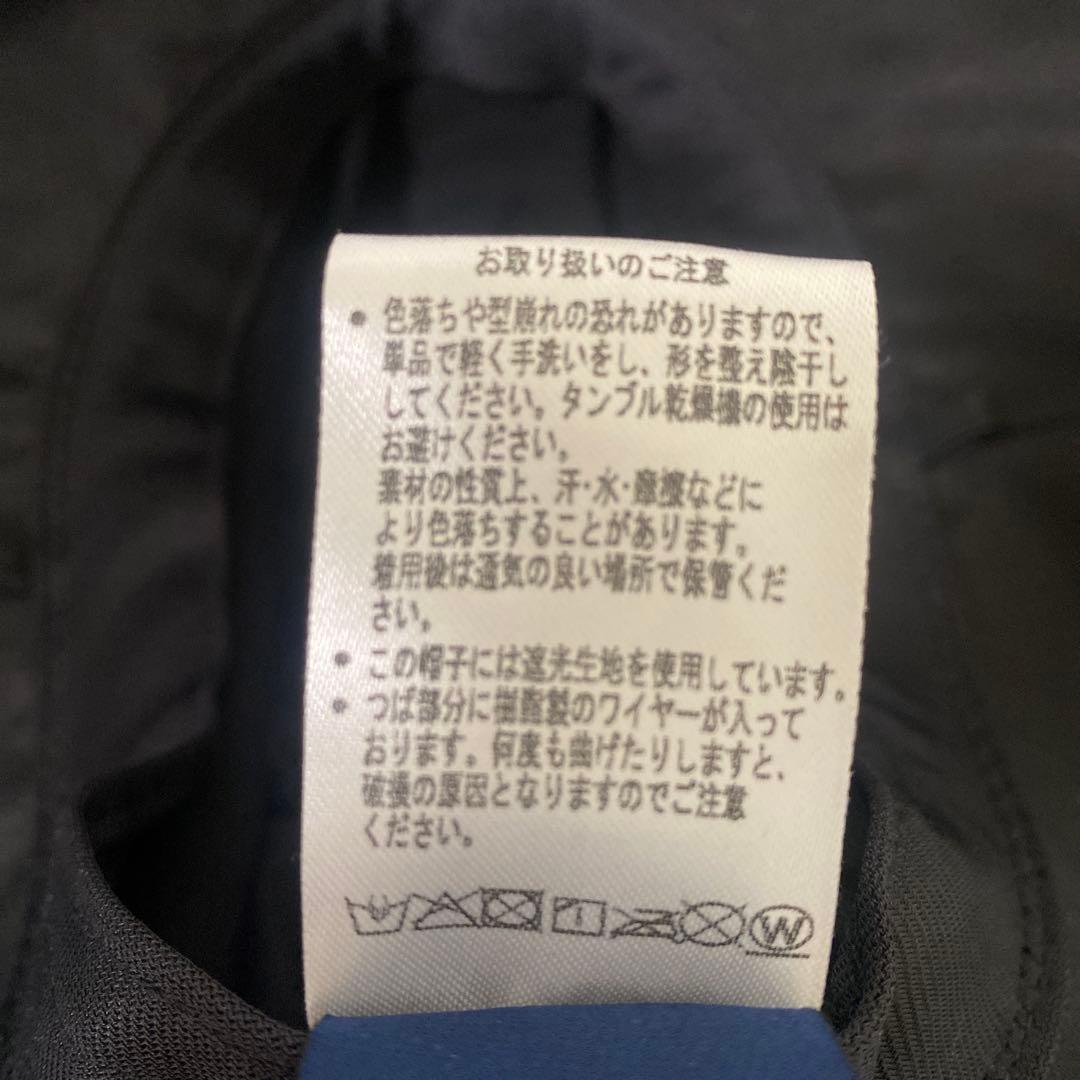 お取り扱いのご注意
● 色落ちや型崩れの恐れがありますので、
単品で軽く手洗いをし、形を整え陰干し
してください。タンブル乾燥機の使用は
お避けください。
素材の性質上、汗・水・摩擦などに
より色落ちすることがあります。
着用後は通気の良い場所で保管くだ
さい。
● この帽子には遮光生地を使用しています。
● つば部分に樹脂製のワイヤーが入って
おります。何度も曲げたりしますと、
破損の原因となりますのでご注意
ください。
W